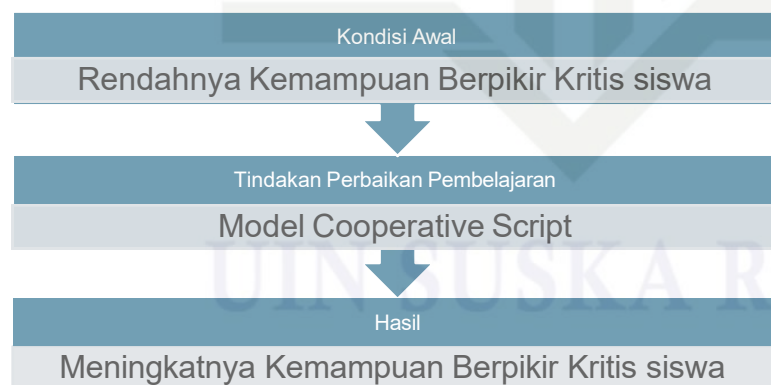 Kondisi Awal
Rendahnya Kemampuan Berpikir Kritis siswa
Tindakan Perbaikan Pembelajaran
Model Cooperative Script
UIN SUSKA R
Hasil
Meningkatnya Kemampuan Berpikir Kritis siswa